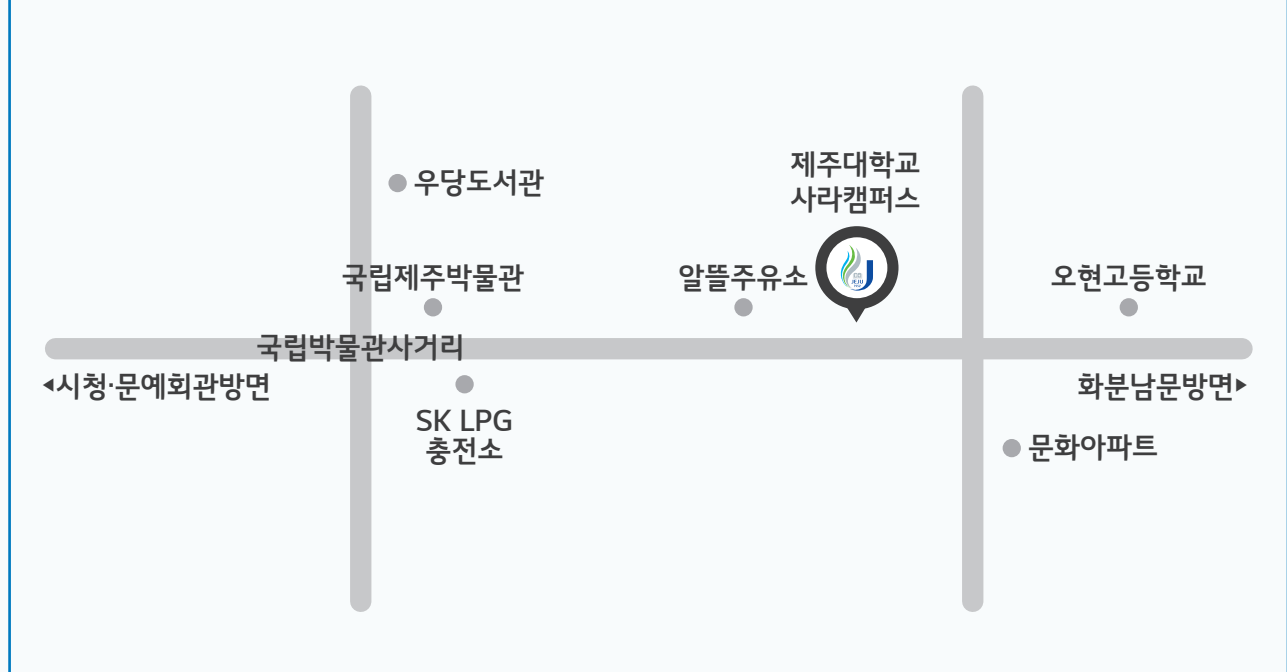 제주대학교
사라캠퍼스
우당도서관
국립제주박물관
알뜰주유소
오현고등학교
국립박물관사거리
◀시청·문예회관방면
화분남문방면▶
SK LPG
충전소
문화아파트
JEJU